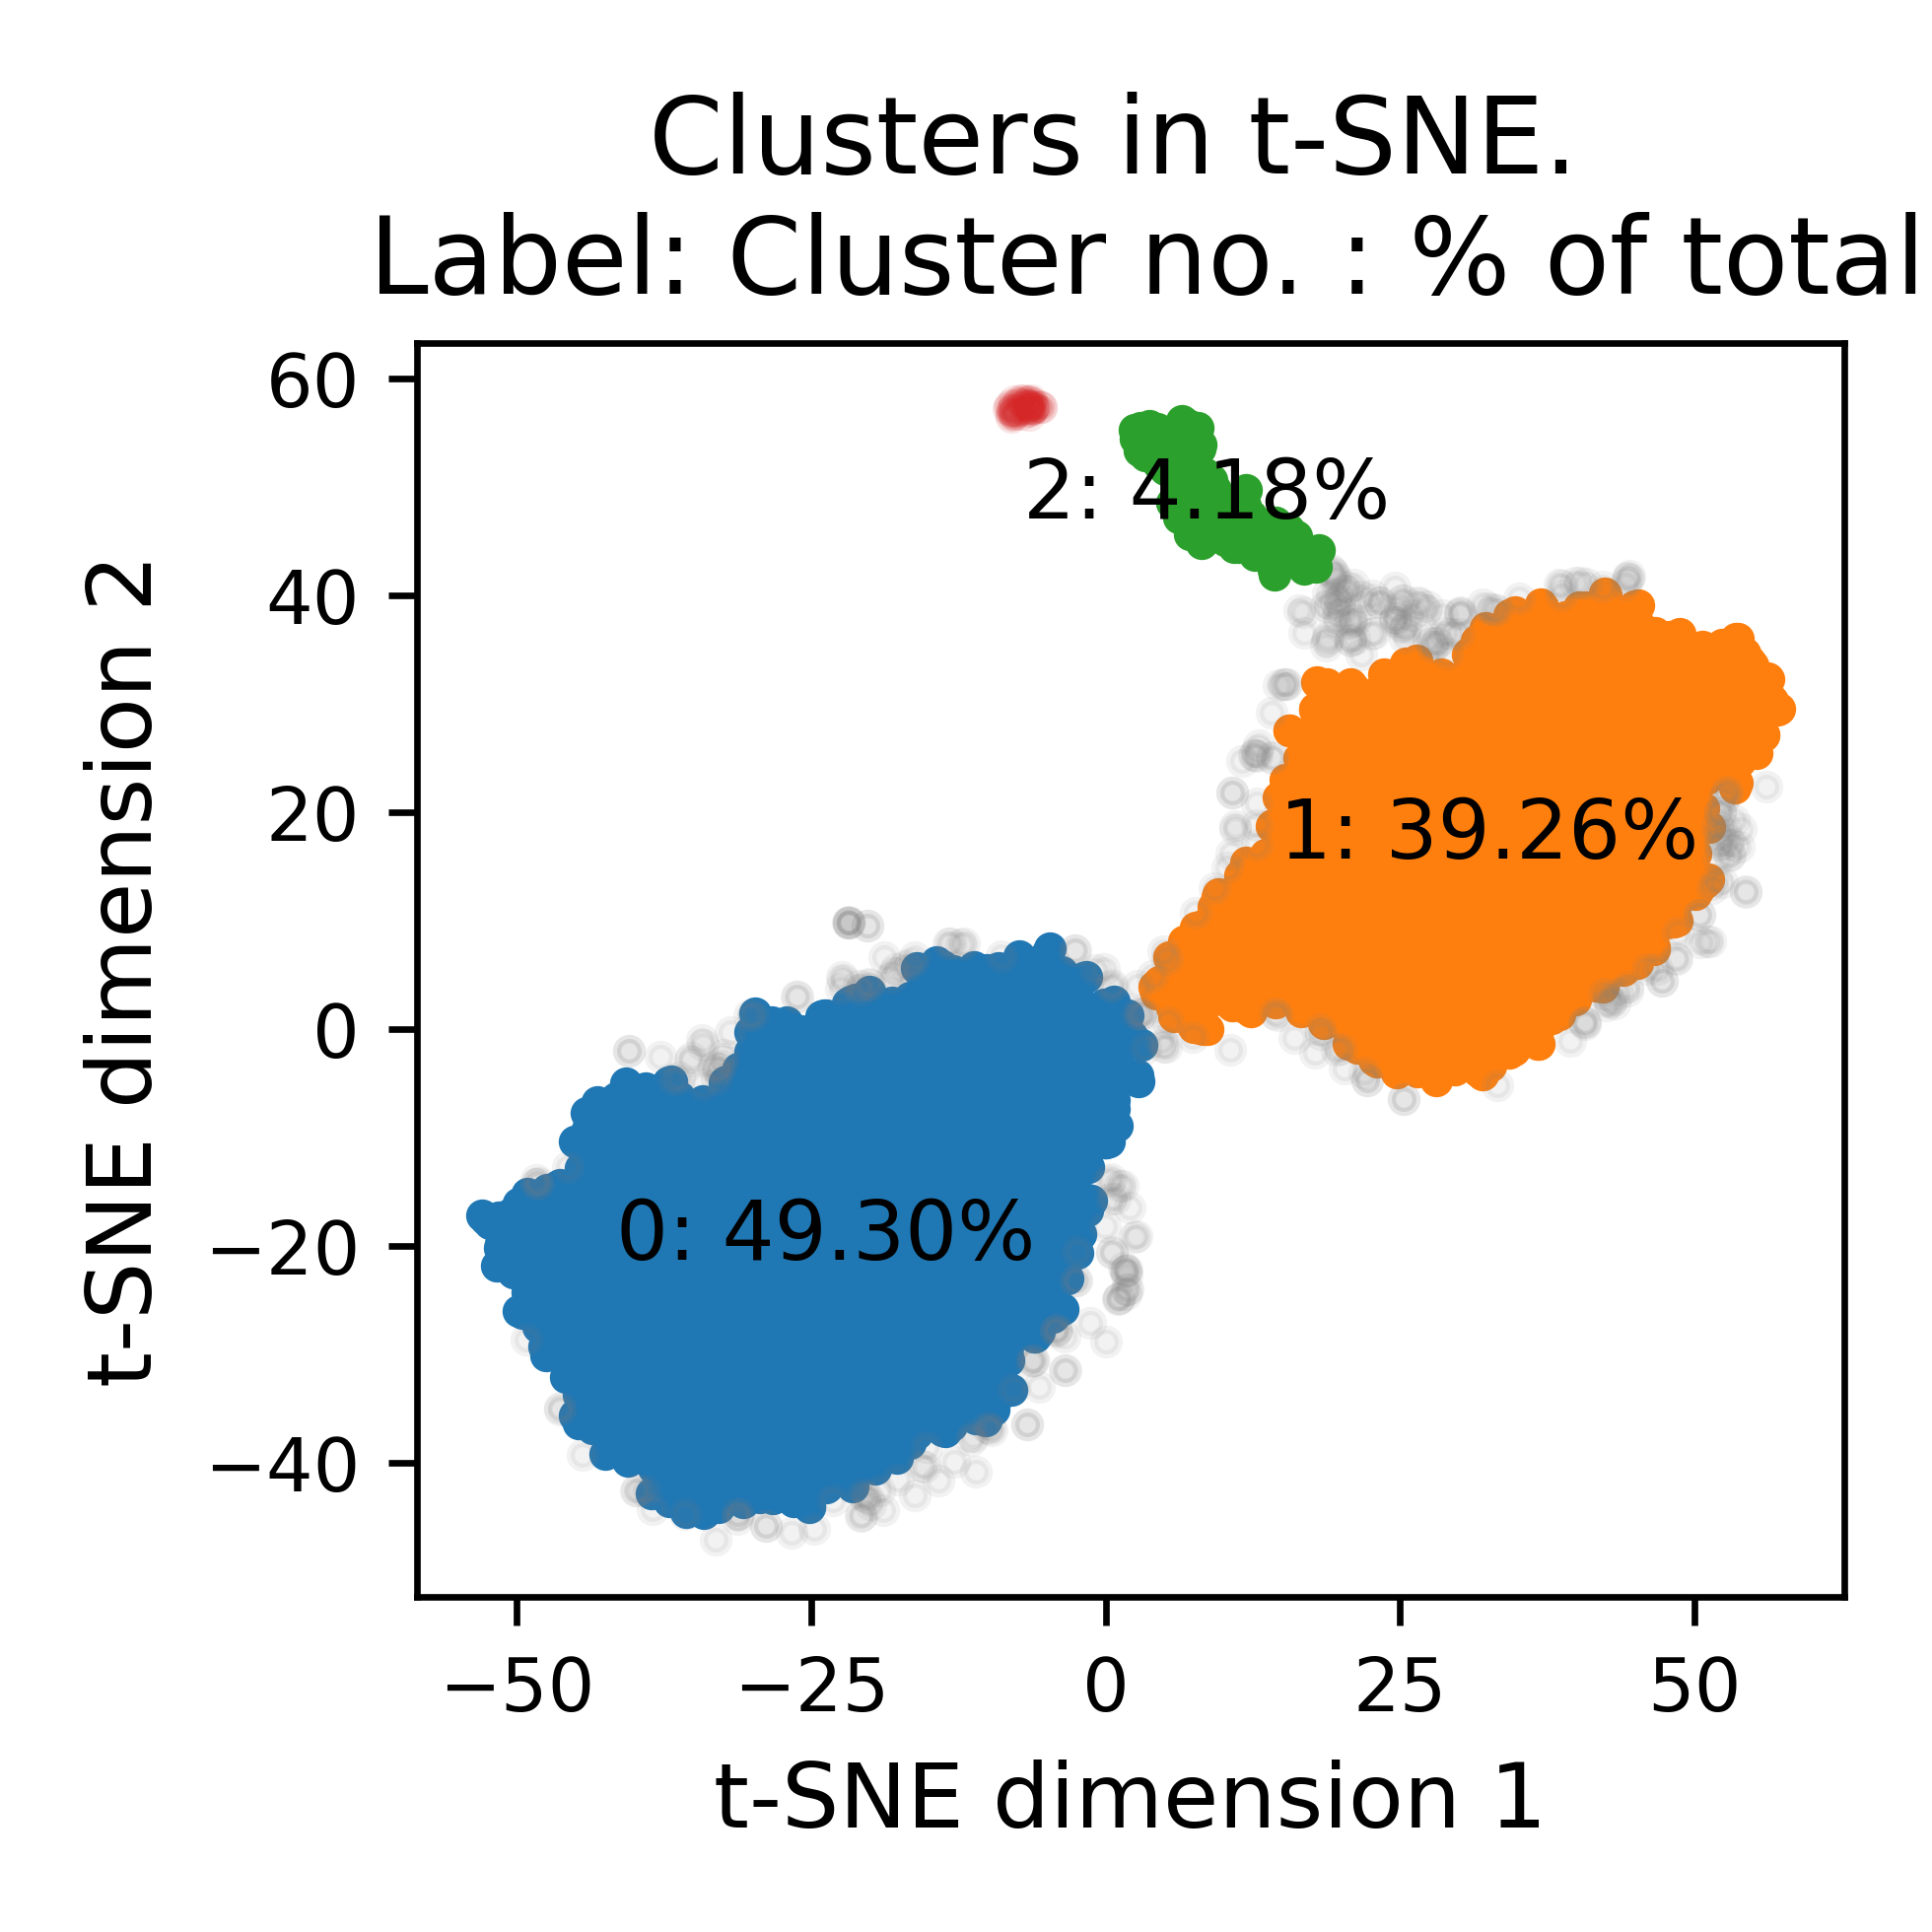 Clusters in t-SNE.
Label: Cluster no. : % of total
60
40
20
0
−20
−40
2: 4.18%
1: 39.26%
0: 49.30%
t-SNE dimension 2
−50 −25 0 25 50
t-SNE dimension 1